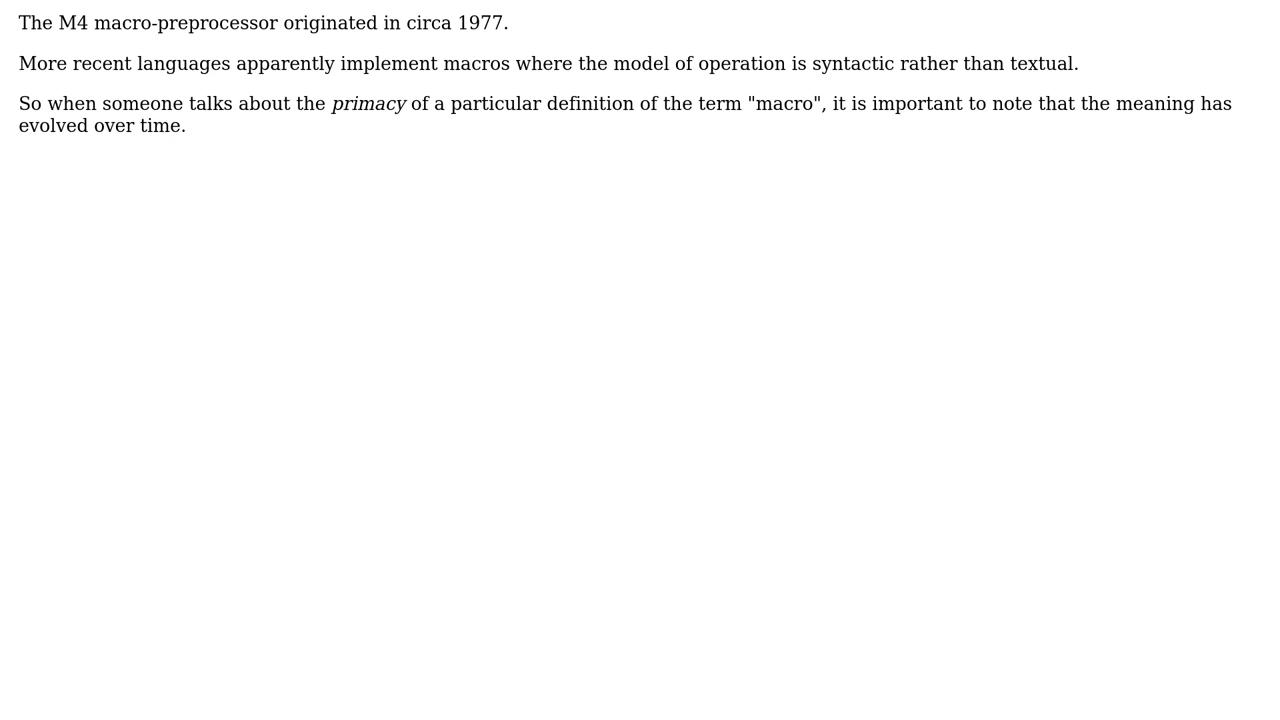 The M4 macro-preprocessor originated in circa 1977.
More recent languages apparently implement macros where the model of operation is syntactic rather than textual.
So when someone talks about the primacy of a particular definition of the term "macro", it is important to note that the meaning has
evolved over time.